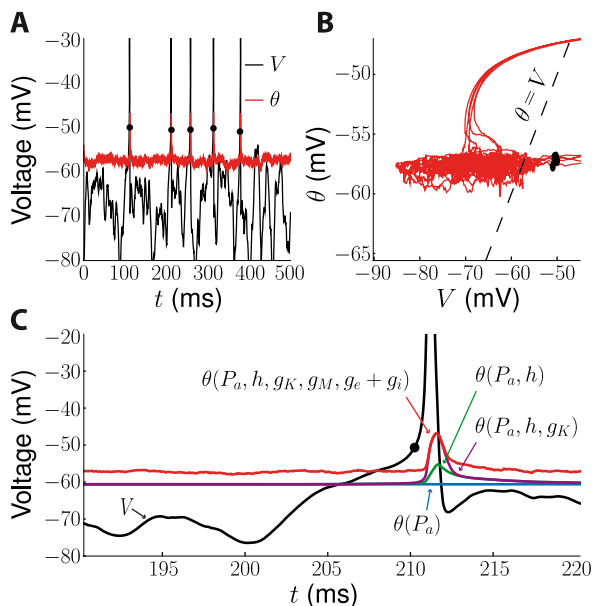 A
Voltage (mV)
−30
−40
−50
−60
−70
−80
V
θ
0 100 200 300 400 500
t (ms)
B
θ (mV)
−50
−55
−60
−65
θ = V
−90 −80 −70 −60 −50
V (mV)
C
Voltage (mV)
−20
−30
−40
−50
−60
−70
−80
θ(P_a, h, g_K, g_M, g_e + g_i)
θ(P_a, h)
θ(P_a, h, g_K)
θ(P_a)
V
195 200 205 210 215 220
t (ms)